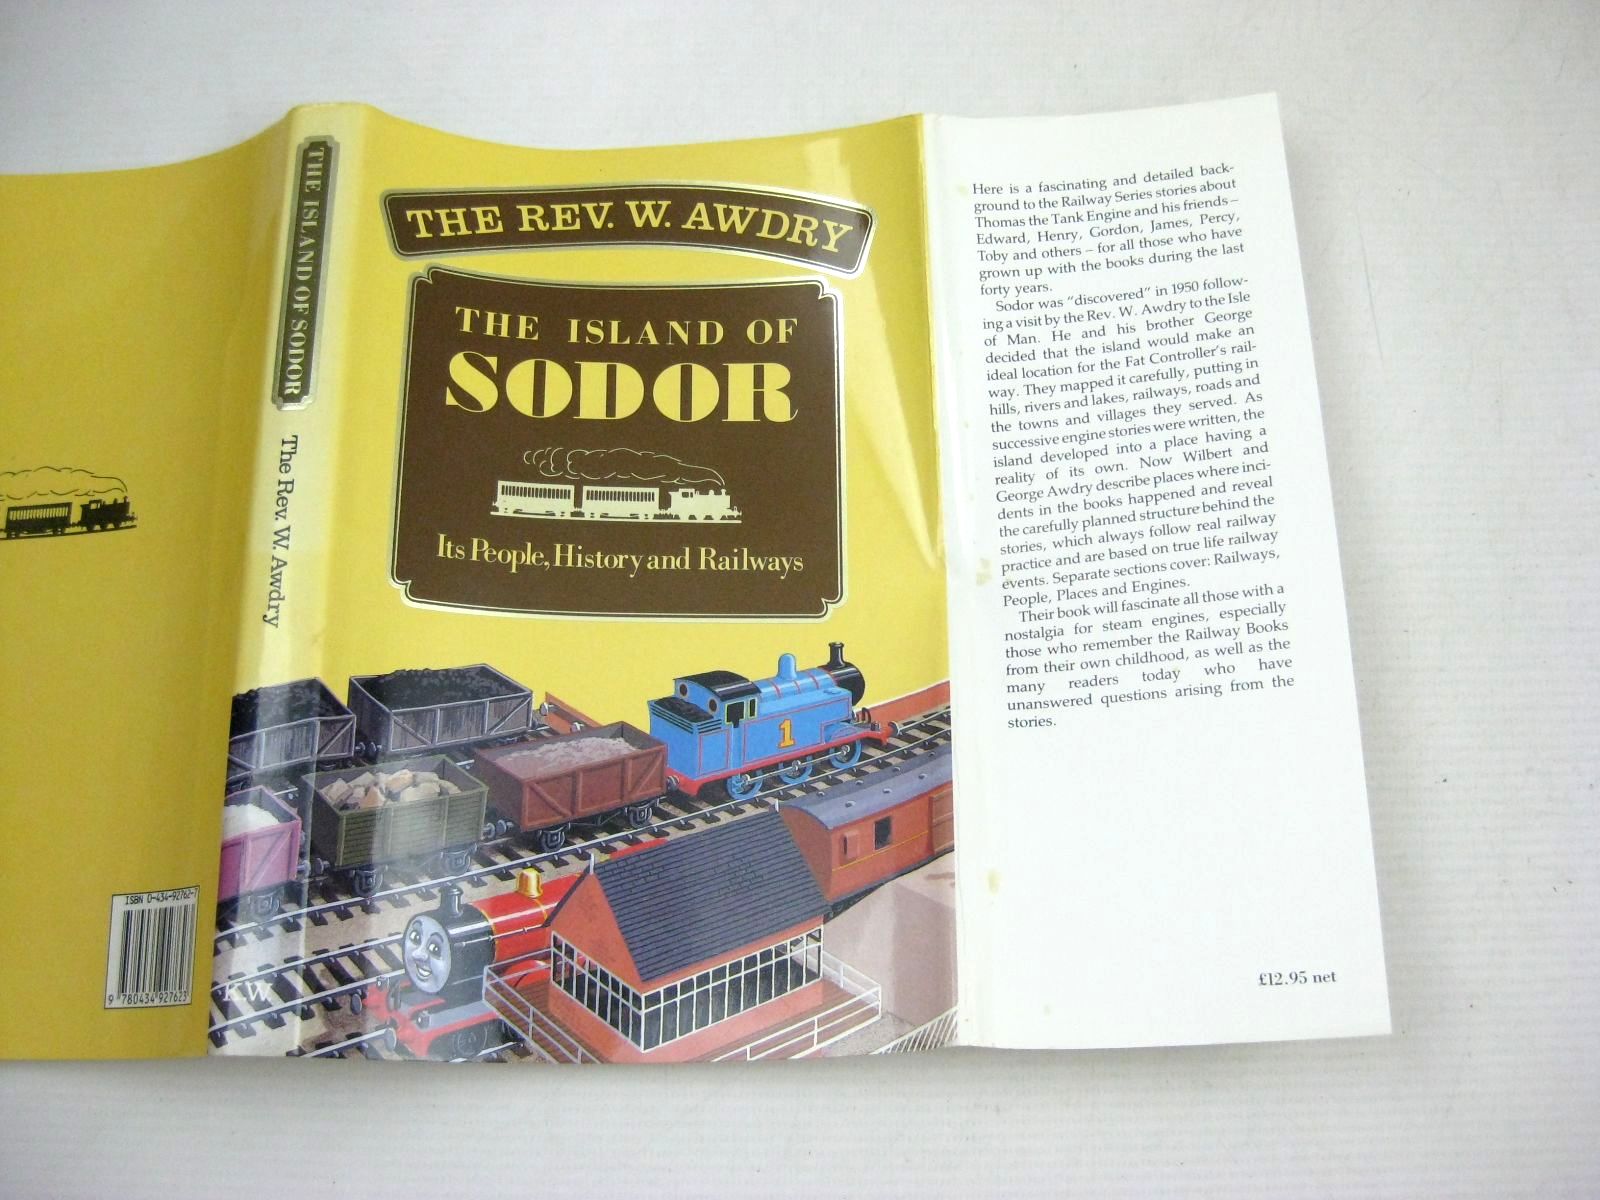 ISBN 0-434-92762-7
9 780434 927623
THE ISLAND OF SODOR
The Rev. W. Awdry
K.W.
THE REV. W. AWDRY
THE ISLAND OF
SODOR
Its People, History and Railways
1
Here is a fascinating and detailed back-
ground to the Railway Series stories about
Thomas the Tank Engine and his friends –
Edward, Henry, Gordon, James, Percy,
Toby and others – for all those who have
grown up with the books during the last
forty years.
Sodor was "discovered" in 1950 follow-
ing a visit by the Rev. W. Awdry to the Isle
of Man. He and his brother George
decided that the island would make an
ideal location for the Fat Controller's rail-
way. They mapped it carefully, putting in
hills, rivers and lakes, railways, roads and
the towns and villages they served. As
successive engine stories were written, the
island developed into a place having a
reality of its own. Now Wilbert and
George Awdry describe places where inci-
dents in the books happened and reveal
the carefully planned structure behind the
stories, which always follow real railway
practice and are based on true life railway
events. Separate sections cover: Railways,
People, Places and Engines.
Their book will fascinate all those with a
nostalgia for steam engines, especially
those who remember the Railway Books
from their own childhood, as well as the
many readers today who have
unanswered questions arising from the
stories.
£12.95 net